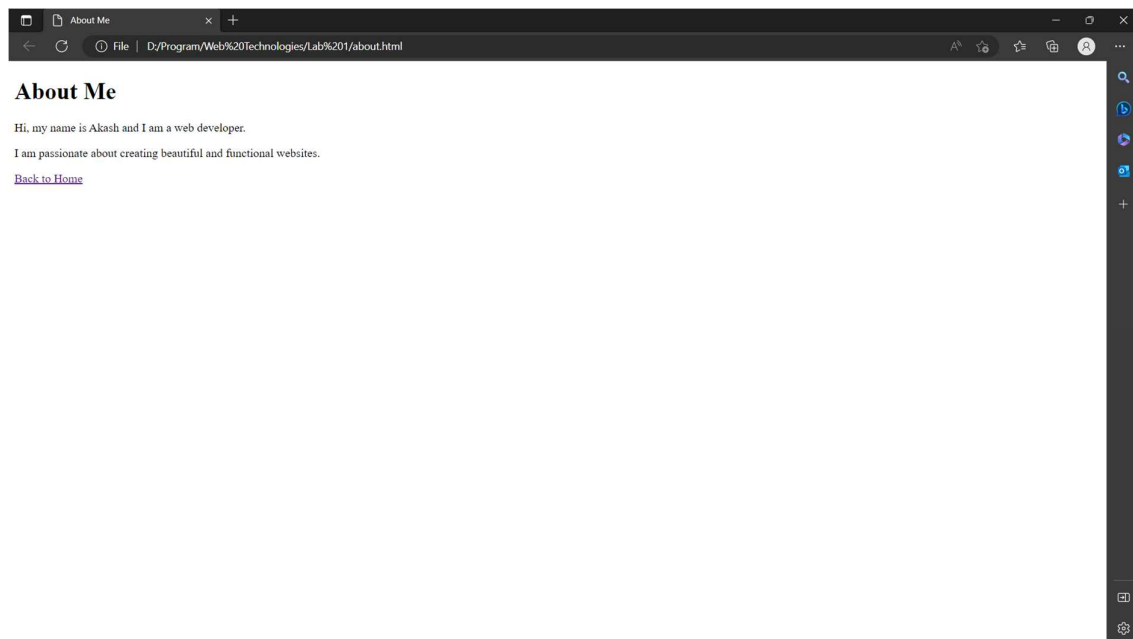 About Me
File | D:/Program/Web%20Technologies/Lab%201/about.html
About Me
Hi, my name is Akash and I am a web developer.
I am passionate about creating beautiful and functional websites.
Back to Home